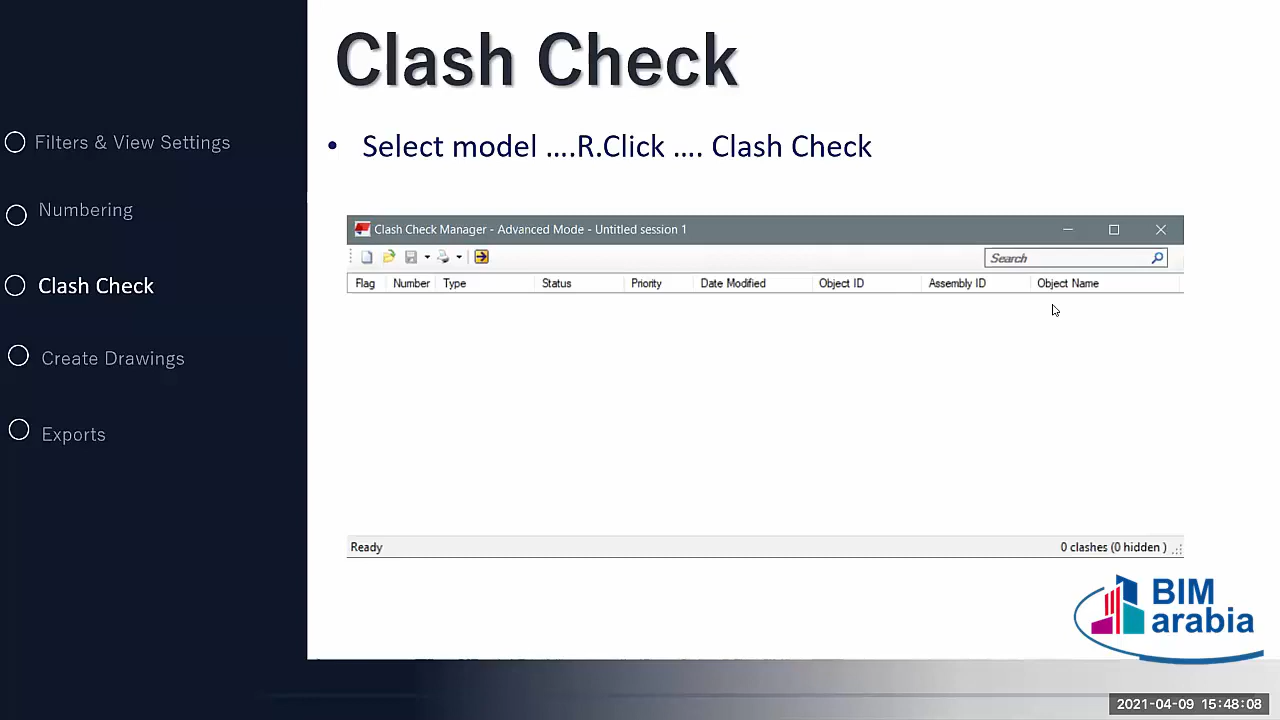 Clash Check
Filters & View Settings
Numbering
Clash Check
Create Drawings
Exports
• Select model ....R.Click .... Clash Check
Clash Check Manager - Advanced Mode - Untitled session 1
Search
Flag Number Type Status Priority Date Modified Object ID Assembly ID Object Name
Ready 0 clashes (0 hidden )
BIM
arabia
2021-04-09 15:48:08